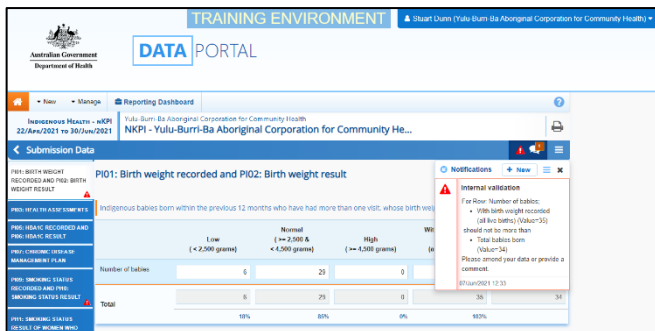 TRAINING ENVIRONMENT
Stuart Dunn (Yulu-Burri-Ba Aboriginal Corporation for Community Health)
Australian Government
Department of Health
DATA PORTAL
New
Manage
Reporting Dashboard
Indigenous Health - nKPI
22/Apr/2021 to 30/Jun/2021
Yulu-Burri-Ba Aboriginal Corporation for Community Health
NKPI - Yulu-Burri-Ba Aboriginal Corporation for Community He...
Submission Data
PI01: BIRTH WEIGHT
RECORDED AND PI02: BIRTH
WEIGHT RESULT
PI03: HEALTH ASSESSMENTS
PI05: HBA1C RECORDED AND
PI06: HBA1C RESULT
PI07: CHRONIC DISEASE
MANAGEMENT PLAN
PI09: SMOKING STATUS
RECORDED AND PI10:
SMOKING STATUS RESULT
PI11: SMOKING STATUS
RESULT OF WOMEN WHO
PI01: Birth weight recorded and PI02: Birth weight result
Indigenous babies born within the previous 12 months who have had more than one visit, whose birth
Low
(< 2,500 grams)
Normal
( >= 2,500 &
< 4,500 grams)
High
( >= 4,500 grams)
Number of babies
6
29
0
Total
6
29
0
35
34
18%
85%
0%
103%
Notifications
+ New
Internal validation
For Row: Number of babies;
With birth weight recorded
(all live births) (Value=35)
should not be more than
Total babies born
(Value=34)
Please amend your data or provide a
comment.
07/Jun/2021 12:33